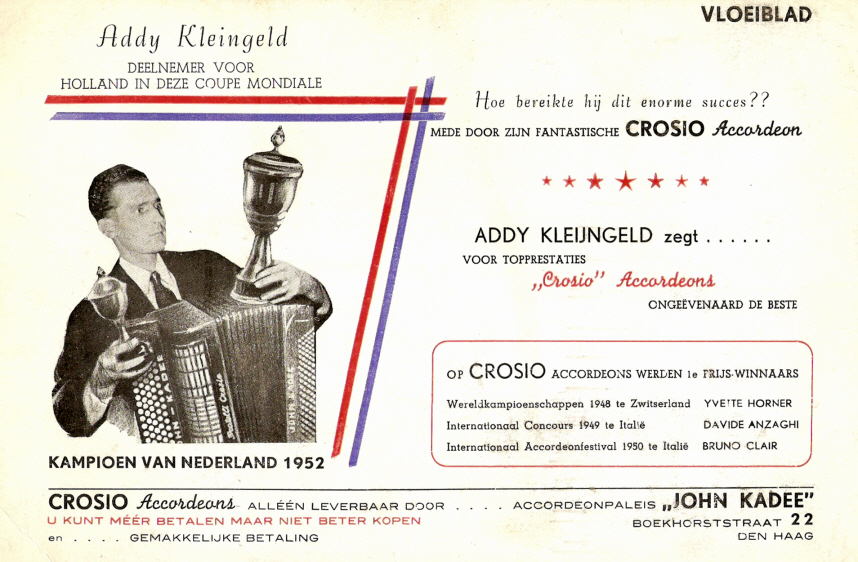 VLOEIBLAD
Addy Kleingeld
DEELNEMER VOOR
HOLLAND IN DEZE COUPE MONDIALE
Hoe bereikte hij dit enorme succes??
MEDE DOOR ZIJN FANTASTISCHE CROSIO Accordeon
ADDY KLEIJNGELD zegt . . . . . .
VOOR TOPPRESTATIES
„Crosio” Accordeons
ONGEËVENAARD DE BESTE
JOHN KADEE
KAMPIOEN VAN NEDERLAND 1952
OP CROSIO ACCORDEONS WERDEN 1e PRIJS-WINNAARS
Wereldkampioenschappen 1948 te Zwitserland YVETTE HORNER
Internationaal Concours 1949 te Italië DAVIDE ANZAGHI
Internationaal Accordeonfestival 1950 te Italië BRUNO CLAIR
CROSIO Accordeons ALLÉÉN LEVERBAAR DOOR . . . . ACCORDEONPALEIS „JOHN KADEE”
U KUNT MÉÉR BETALEN MAAR NIET BETER KOPEN
BOEKHORSTSTRAAT 22
en . . . . GEMAKKELIJKE BETALING
DEN HAAG